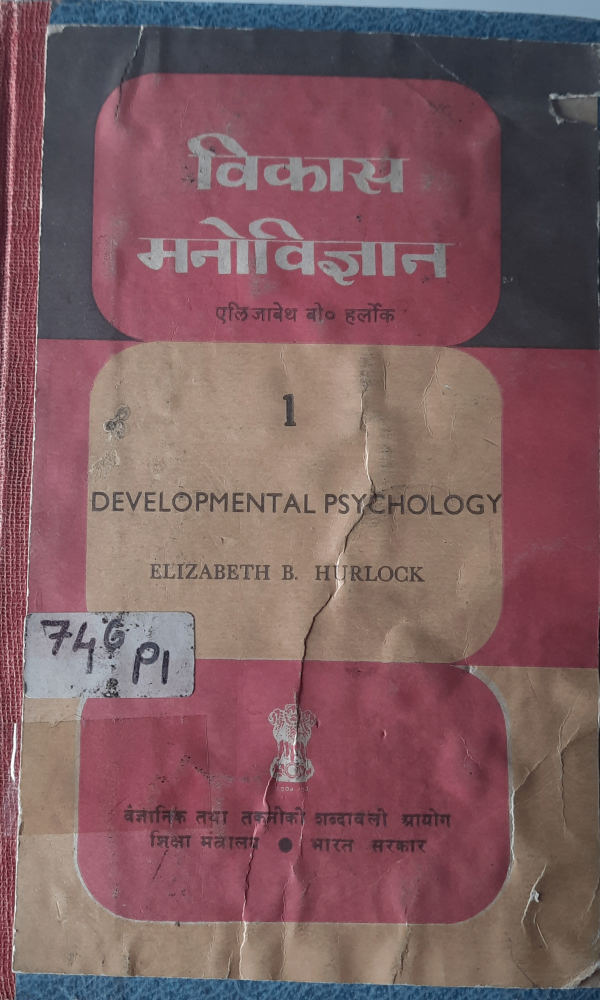 विकास
मनोविज्ञान
एलिजाबेथ बी० हर्लोक
1
DEVELOPMENTAL PSYCHOLOGY
ELIZABETH B. HURLOCK
746
P1
वैज्ञानिक तथा तकनीकी शब्दावली आयोग
शिक्षा मंत्रालय ● भारत सरकार